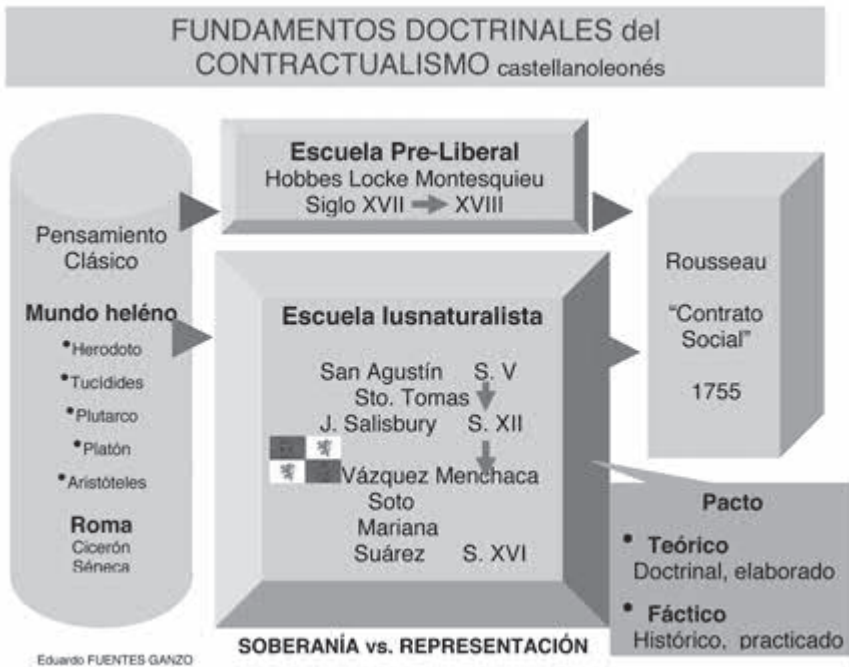 FUNDAMENTOS DOCTRINALES del
CONTRACTUALISMO castellanoleonés
Pensamiento
Clásico
Mundo heléno
•Herodoto
•Tucídides
•Plutarco
•Platón
•Aristóteles
Roma
Cicerón
Séneca
Escuela Pre-Liberal
Hobbes Locke Montesquieu
Siglo XVII XVIII
Escuela Iusnaturalista
San Agustín S. V
Sto. Tomas
J. Salisbury S. XII
Vázquez Menchaca
Soto
Mariana
Suárez S. XVI
Rousseau
“Contrato
Social”
1755
Pacto
• Teórico
Doctrinal, elaborado
• Fáctico
Histórico, practicado
SOBERANÍA vs. REPRESENTACIÓN
Eduardo FUENTES GANZO